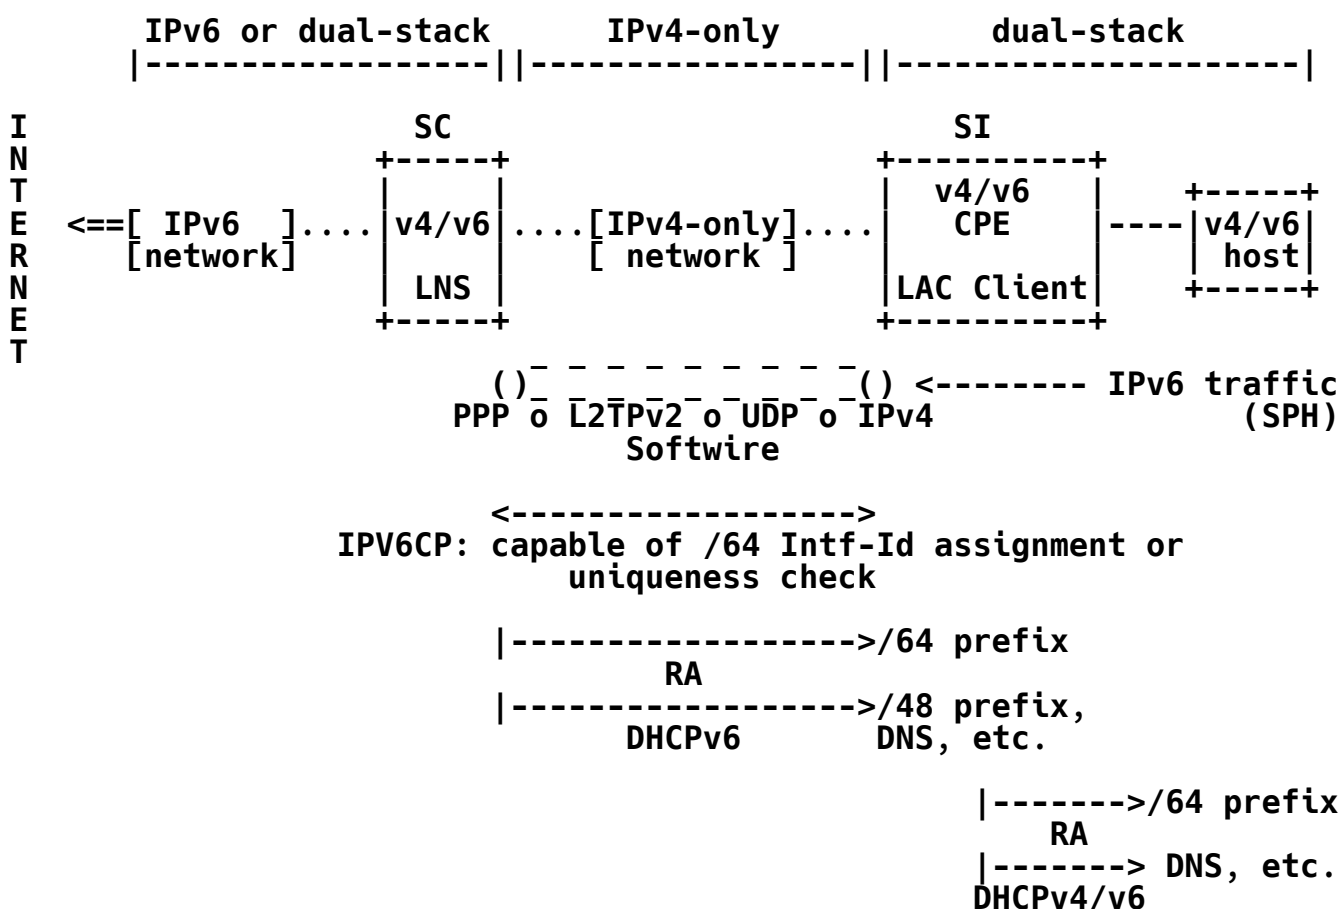 IPv6 or dual-stack      IPv4-only           dual-stack
           |------------------||-----------------||---------------------|

I                         SC                          SI
N                       +-----+                   +----------+
T                       |     |                   |  v4/v6   |    +-----+
E  <==[ IPv6  ]....|v4/v6|....[IPv4-only]....|   CPE    |----|v4/v6|
R     [network]    |     |    [ network ]    |          |    | host|
N                       | LNS |                   |LAC Client|    +-----+
E                       +-----+                   +----------+
T
                              _ _ _ _ _ _ _ _ _
                            ()_ _ _ _ _ _ _ _ _() <-------- IPv6 traffic
                          PPP o L2TPv2 o UDP o IPv4                (SPH)
                                   Softwire

                            <------------------>
                    IPV6CP: capable of /64 Intf-Id assignment or
                                uniqueness check

                            |------------------>/64 prefix
                                     RA
                            |------------------>/48 prefix,
                                   DHCPv6       DNS, etc.

                                                     |------->/64 prefix
                                                         RA
                                                     |-------> DNS, etc.
                                                     DHCPv4/v6